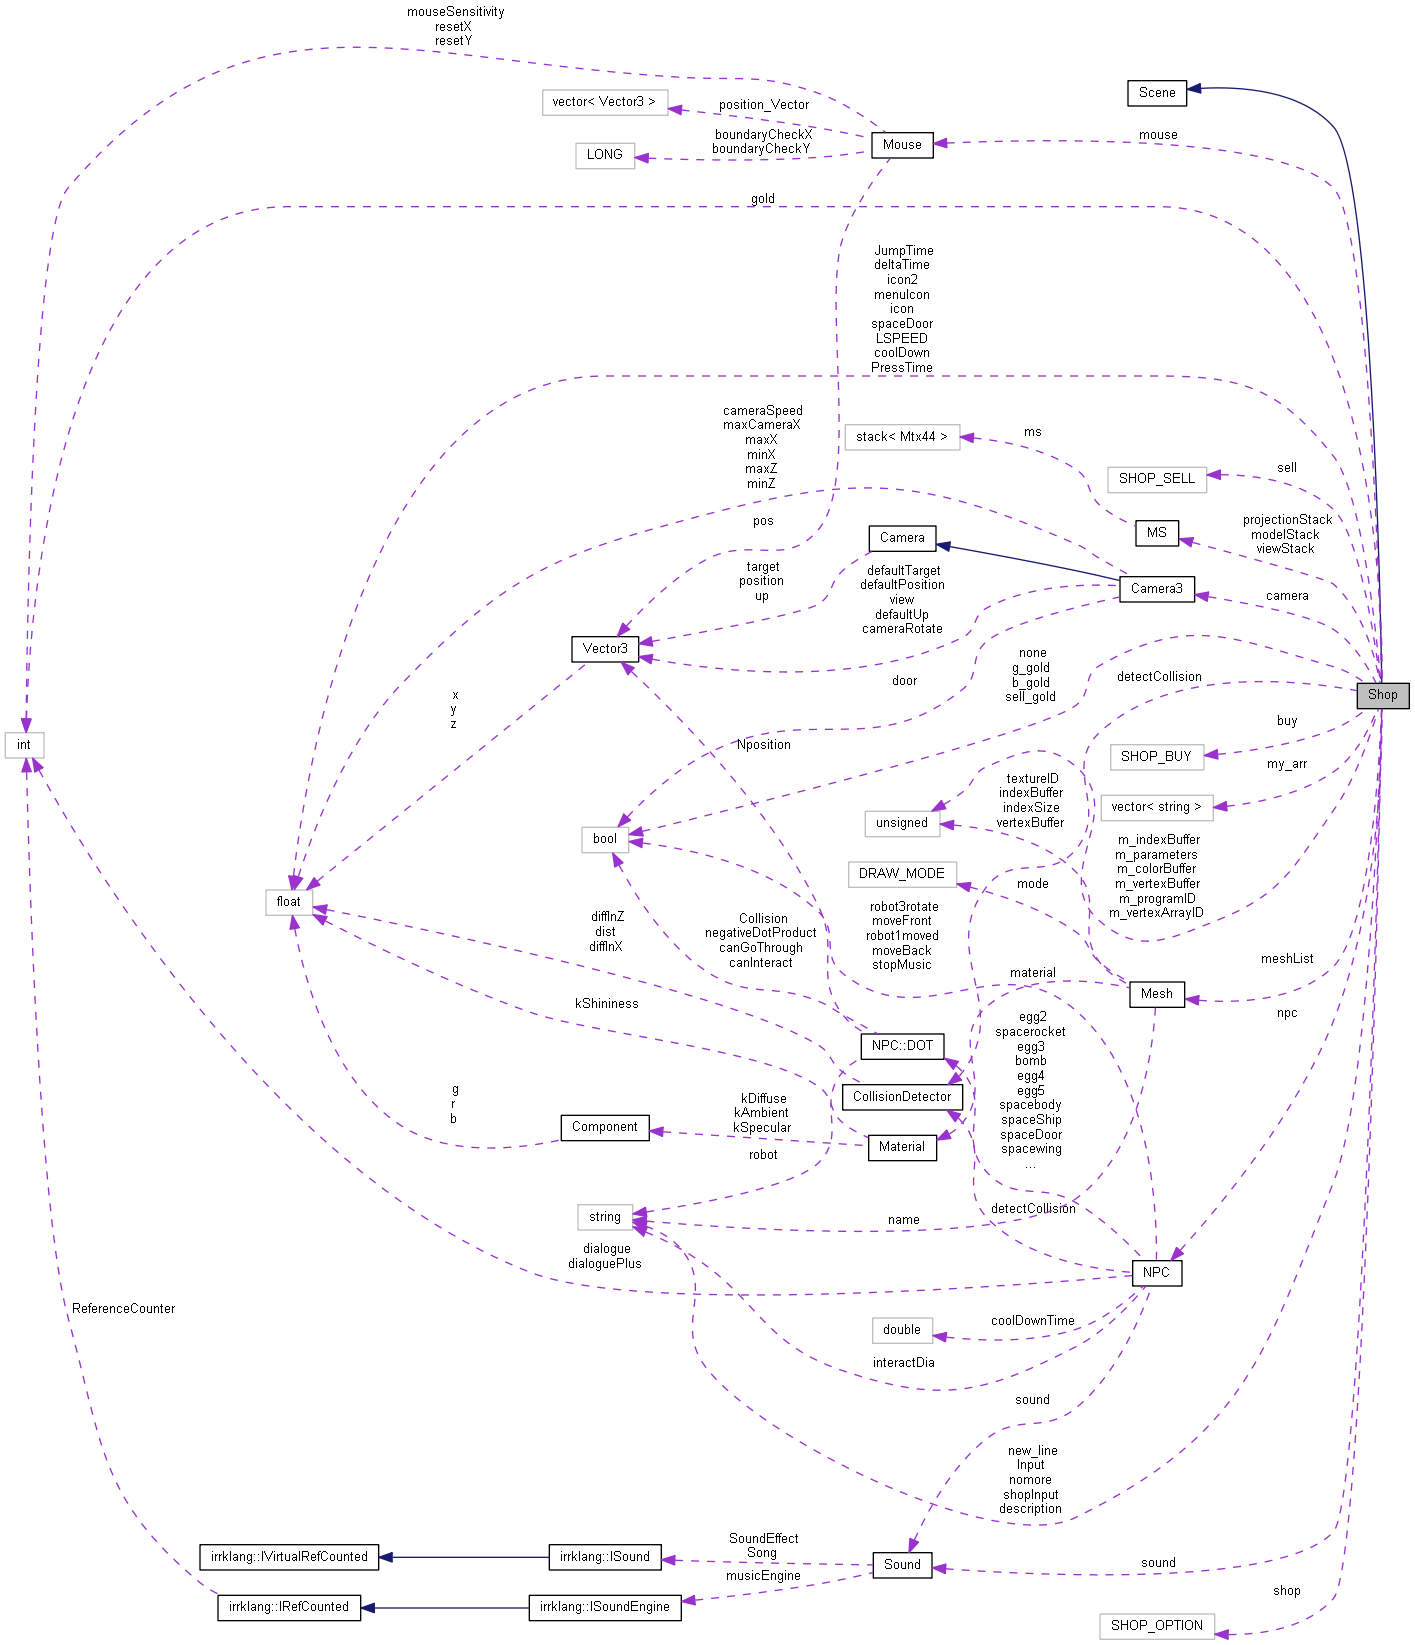 mouseSensitivity
resetX
resetY
Scene
vector< Vector3 >
position_Vector
boundaryCheckX
boundaryCheckY
mouse
Mouse
LONG
gold
JumpTime
deltaTime
icon2
menuIcon
icon
spaceDoor
LSPEED
coolDown
PressTime
cameraSpeed
maxCameraX
maxX
minX
maxZ
minZ
stack< Mtx44 >
ms
SHOP_SELL
sell
pos
MS
projectionStack
modelStack
viewStack
Camera
target
position
up
defaultTarget
defaultPosition
view
defaultUp
cameraRotate
Camera3
camera
Vector3
none
g_gold
b_gold
sell_gold
door
detectCollision
Shop
x
y
z
int
Nposition
buy
SHOP_BUY
my_arr
textureID
indexBuffer
indexSize
vertexBuffer
vector< string >
unsigned
bool
m_indexBuffer
m_parameters
m_colorBuffer
m_vertexBuffer
m_programID
m_vertexArrayID
DRAW_MODE
mode
float
diffInZ
dist
diffInX
Collision
negativeDotProduct
canGoThrough
canInteract
robot3rotate
moveFront
robot1moved
moveBack
stopMusic
material
meshList
Mesh
kShininess
npc
egg2
spacerocket
egg3
bomb
egg4
egg5
spacebody
spaceShip
spaceDoor
spacewing
...
NPC::DOT
CollisionDetector
g
r
b
Component
kDiffuse
kAmbient
kSpecular
Material
robot
string
name
detectCollision
dialogue
dialoguePlus
NPC
ReferenceCounter
double
coolDownTime
interactDia
sound
new_line
Input
nomore
shopInput
description
irrklang::IVirtualRefCounted
irrklang::ISound
SoundEffect
Song
Sound
sound
musicEngine
irrklang::IRefCounted
irrklang::ISoundEngine
shop
SHOP_OPTION